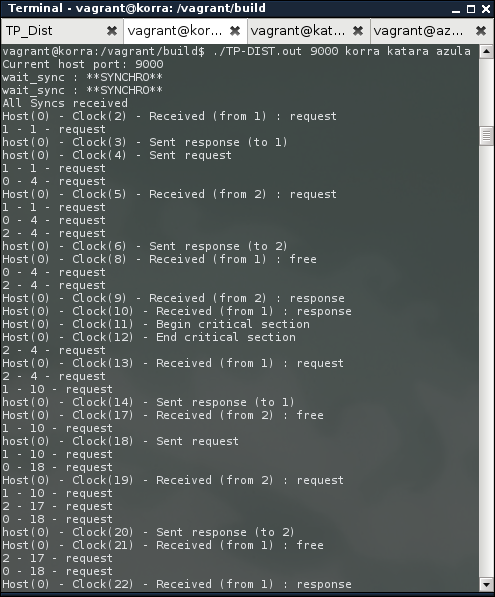 Terminal - vagrant@korra: /vagrant/build
TP_Dist
vagrant@kor...
vagrant@kat...
vagrant@az...
vagrant@korra:/vagrant/build$ ./TP-DIST.out 9000 korra katara azula
Current host port: 9000
wait_sync : **SYNCHRO**
wait_sync : **SYNCHRO**
All Syncs received
Host(0) - Clock(2) - Received (from 1) : request
1 - 1 - request
host(0) - Clock(3) - Sent response (to 1)
host(0) - Clock(4) - Sent request
1 - 1 - request
0 - 4 - request
Host(0) - Clock(5) - Received (from 2) : request
1 - 1 - request
0 - 4 - request
2 - 4 - request
host(0) - Clock(6) - Sent response (to 2)
Host(0) - Clock(8) - Received (from 1) : free
0 - 4 - request
2 - 4 - request
Host(0) - Clock(9) - Received (from 2) : response
Host(0) - Clock(10) - Received (from 1) : response
Host(0) - Clock(11) - Begin critical section
Host(0) - Clock(12) - End critical section
2 - 4 - request
Host(0) - Clock(13) - Received (from 1) : request
2 - 4 - request
1 - 10 - request
host(0) - Clock(14) - Sent response (to 1)
Host(0) - Clock(17) - Received (from 2) : free
1 - 10 - request
host(0) - Clock(18) - Sent request
1 - 10 - request
0 - 18 - request
Host(0) - Clock(19) - Received (from 2) : request
1 - 10 - request
2 - 17 - request
0 - 18 - request
host(0) - Clock(20) - Sent response (to 2)
Host(0) - Clock(21) - Received (from 1) : free
2 - 17 - request
0 - 18 - request
Host(0) - Clock(22) - Received (from 1) : response